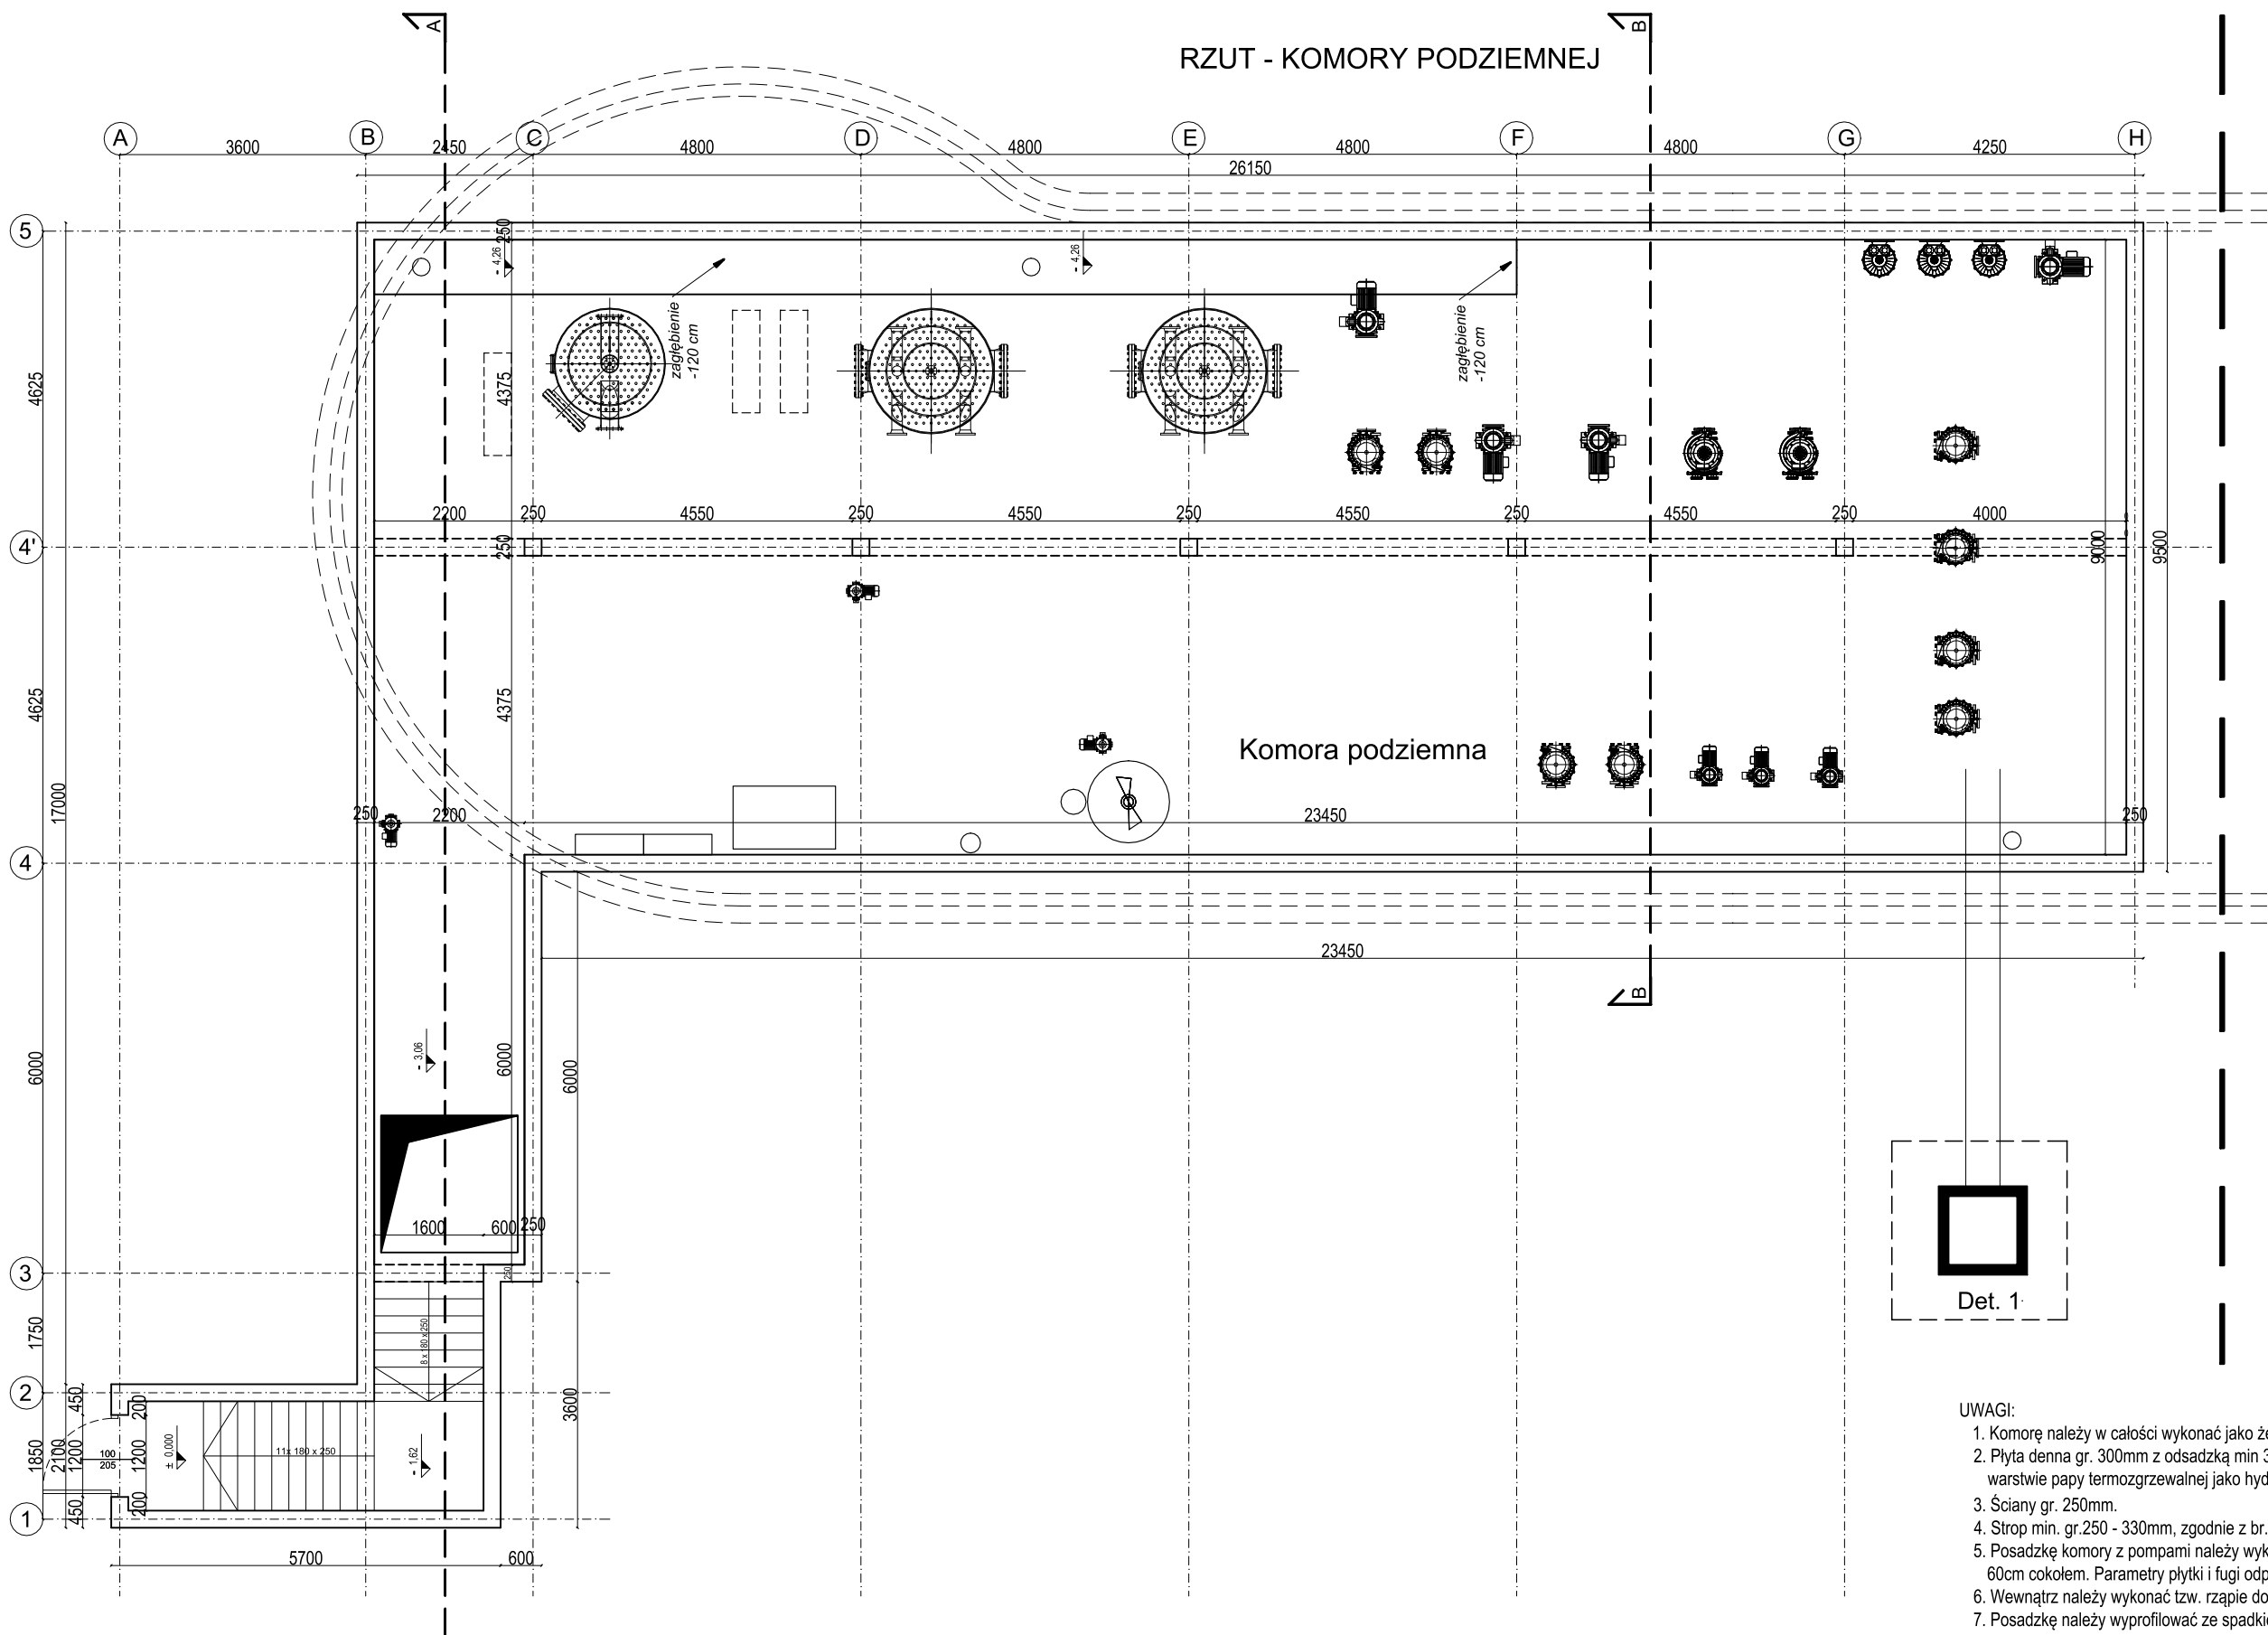 A
B
RZUT - KOMORY PODZIEMNEJ
A
B
C
D
E
F
G
H
3600
2450
4800
4800
4800
4800
4250
26150
5
250
- 4,26
- 4,26
zagłębienie
-120 cm
zagłębienie
-120 cm
4625
4375
2200
250
4550
250
4550
250
4550
250
4550
250
4000
4'
250
9000
9500
4625
4375
Komora podziemna
17000
250
2200
23450
250
4
23450
B
6000
- 3,06
6000
6000
1600
600
250
3
250
Det. 1
1750
8 x 180 x 250
2
450
200
3600
1850
2100
1200
100
205
1200
± 0,000
11x 180 x 250
- 1,62
450
200
1
5700
600
UWAGI:
1. Komorę należy w całości wykonać jako
2. Płyta denna gr. 300mm z odsadzką min
warstwie papy termozgrzewalnej jako
3. Ściany gr. 250mm.
4. Strop min. gr.250 - 330mm, zgodnie z br.
5. Posadzkę komory z pompami należy
60cm cokołem. Parametry płytki i fugi
6. Wewnątrz należy wykonać tzw. rząpie do
7. Posadzkę należy wyprofilować ze